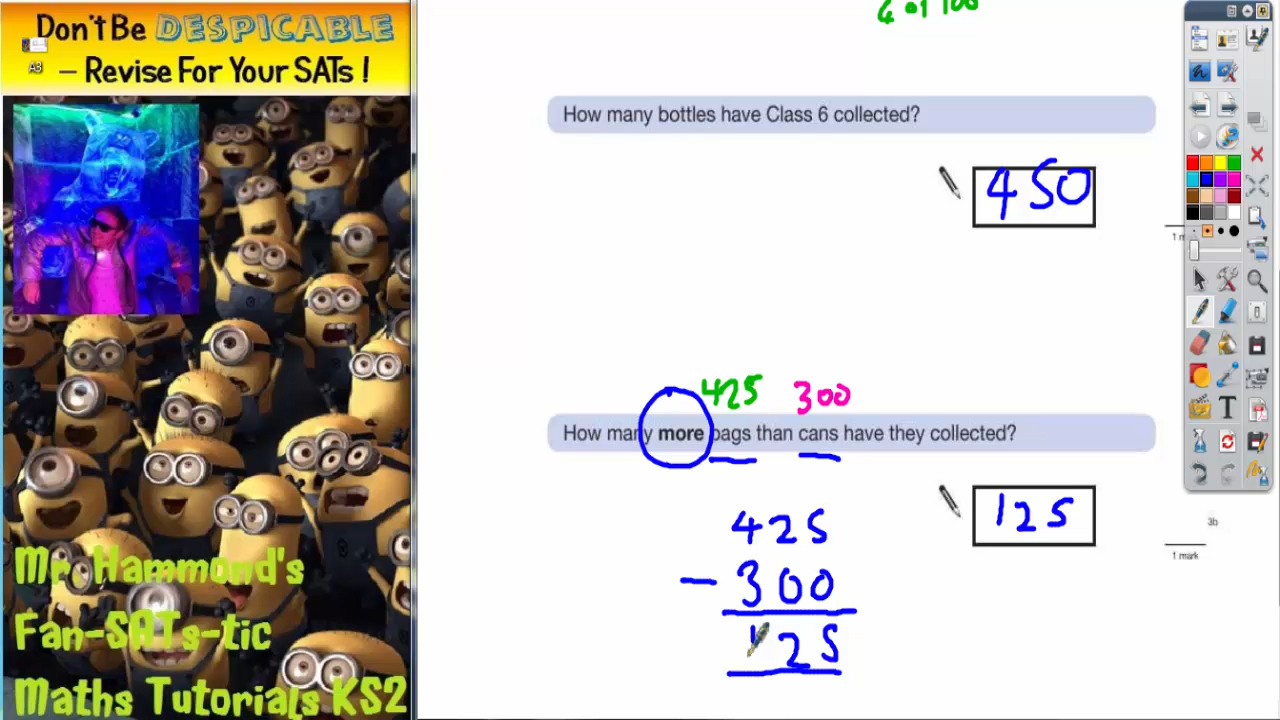 Don't Be DESPICABLE
– Revise For Your SATs !
A3
Mr. Hammond's
Fan-SATs-tic
Maths Tutorials KS2
How many bottles have Class 6 collected?
450
425 300
How many more bags than cans have they collected?
125
3b
1 mark
425
− 300
125
T